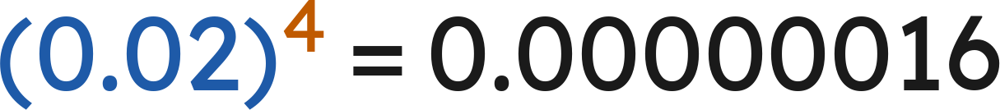 (0.02)⁴ = 0.00000016